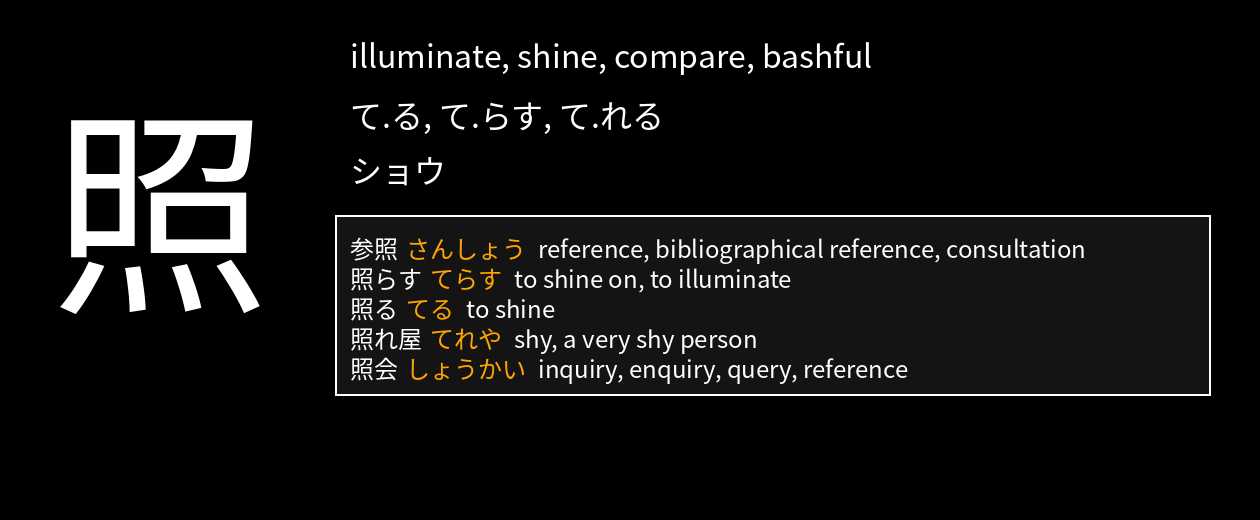 照
illuminate, shine, compare, bashful
て.る, て.らす, て.れる
ショウ
参照 さんしょう reference, bibliographical reference, consultation
照らす てらす to shine on, to illuminate
照る てる to shine
照れ屋 てれや shy, a very shy person
照会 しょうかい inquiry, enquiry, query, reference